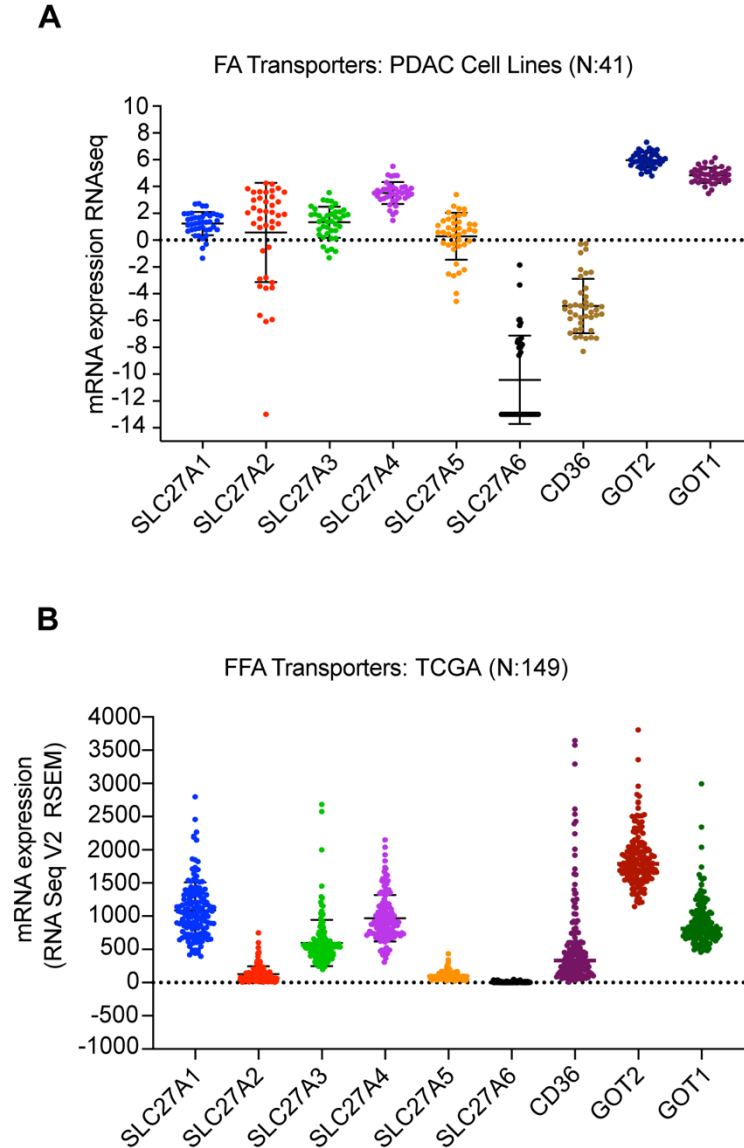 A
FA Transporters: PDAC Cell Lines (N:41)
mRNA expression RNAseq
10
8
6
4
2
0
-2
-4
-6
-8
-10
-12
-14
SLC27A1
SLC27A2
SLC27A3
SLC27A4
SLC27A5
SLC27A6
CD36
GOT2
GOT1
B
FFA Transporters: TCGA (N:149)
mRNA expression
(RNA Seq V2 RSEM)
4000
3500
3000
2500
2000
1500
1000
500
0
-500
-1000
SLC27A1
SLC27A2
SLC27A3
SLC27A4
SLC27A5
SLC27A6
CD36
GOT2
GOT1